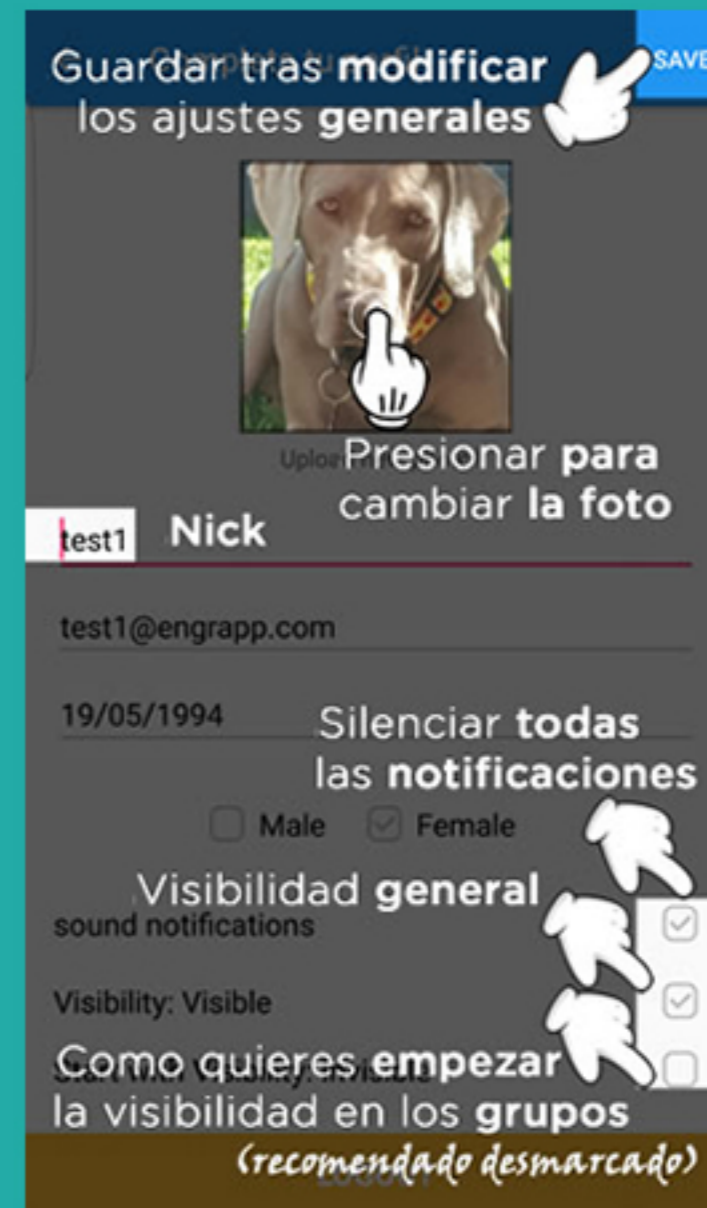 Guardar tras modificar
SAVE
los ajustes generales
Presionar para
cambiar la foto
test1 Nick
test1@engrapp.com
19/05/1994
Silenciar todas
las notificaciones
Male Female
Visibilidad general
sound notifications
Visibility: Visible
Como quieres empezar
la visibilidad en los grupos
(recomendado desmarcado)